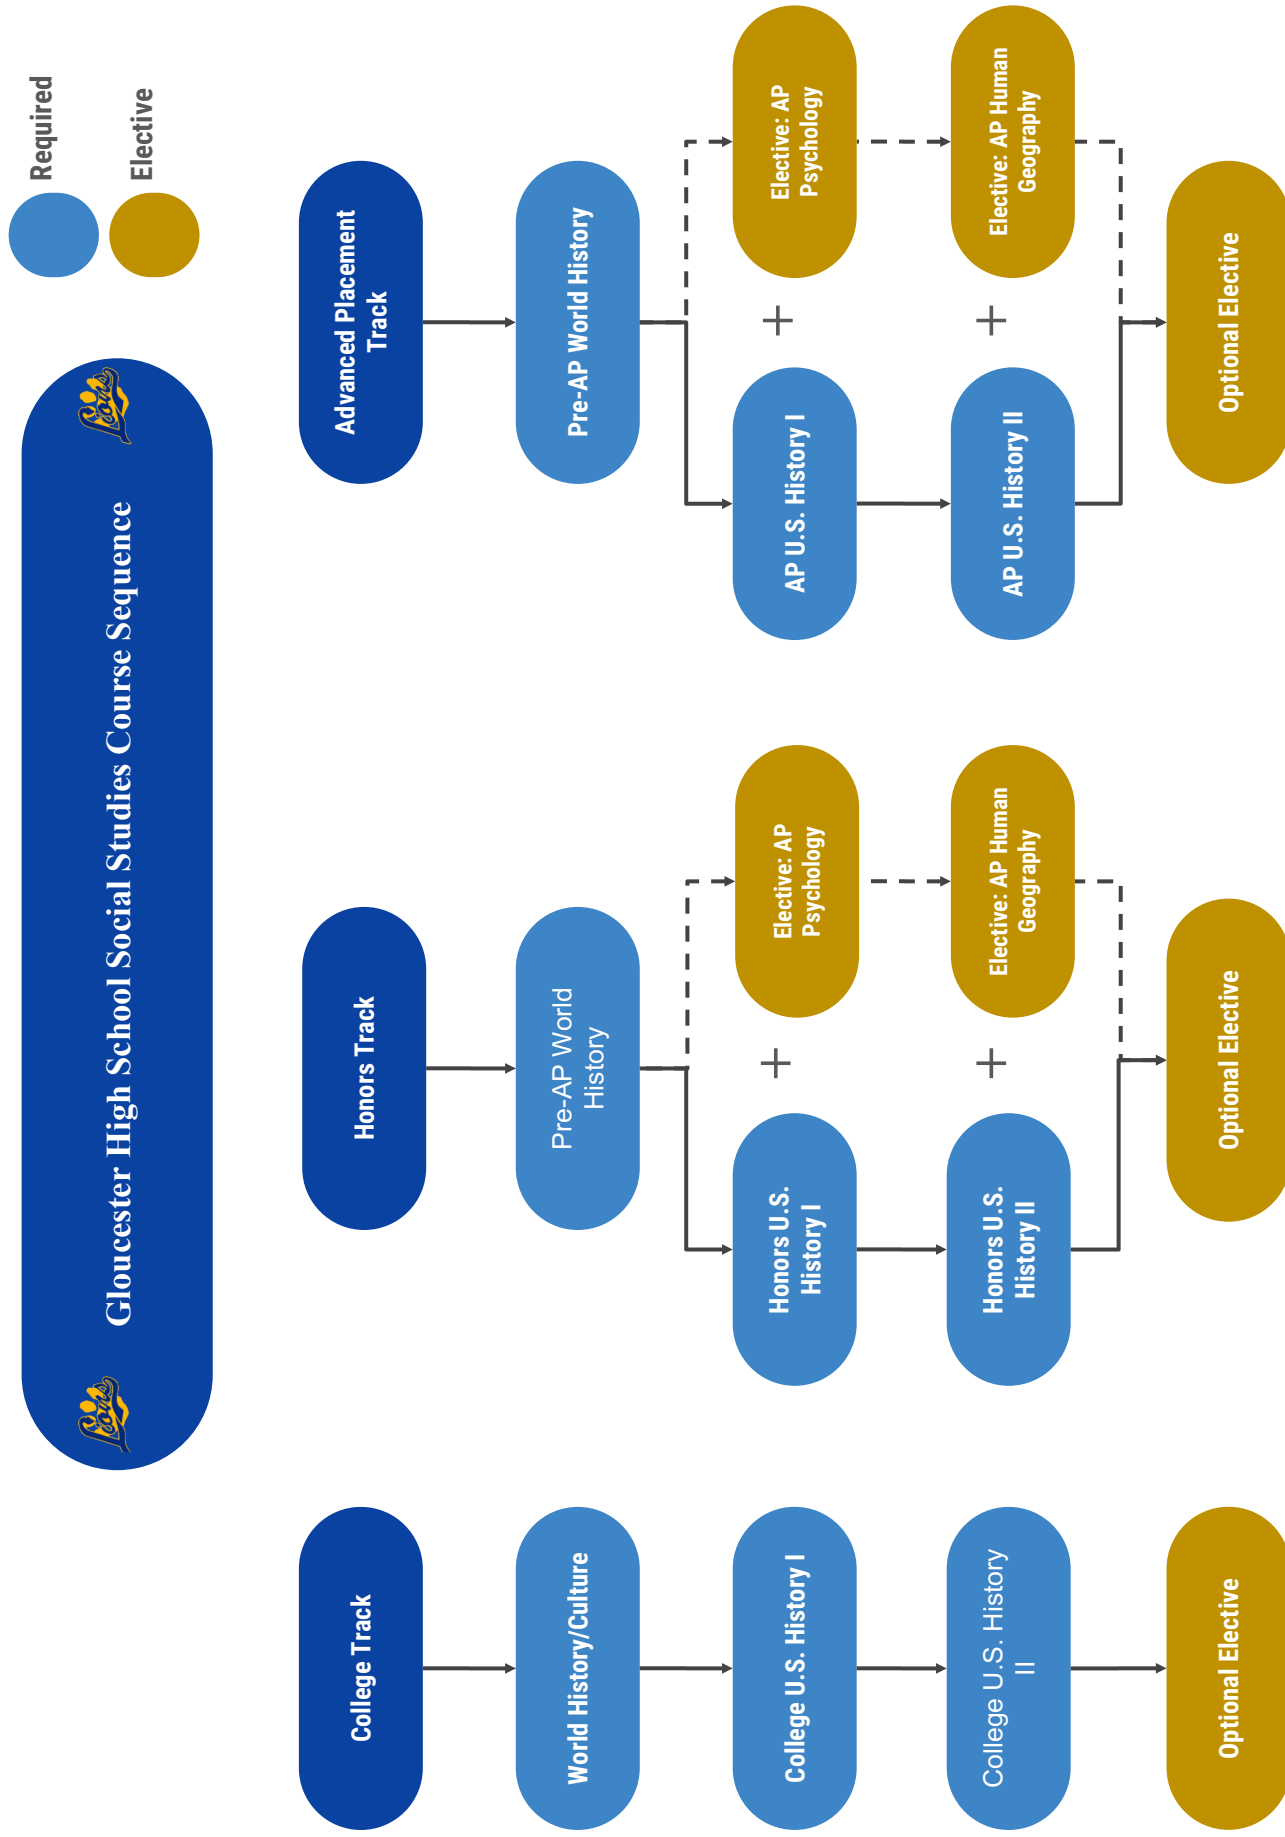 Gloucester High School Social Studies Course Sequence
Lions
Lions
Required
Elective
College Track
World History/Culture
College U.S. History I
College U.S. History
II
Optional Elective
Honors Track
Pre-AP World
History
Honors U.S.
History I
+
Elective: AP
Psychology
Honors U.S.
History II
+
Elective: AP Human
Geography
Optional Elective
Advanced Placement
Track
Pre-AP World History
AP U.S. History I
+
Elective: AP
Psychology
AP U.S. History II
+
Elective: AP Human
Geography
Optional Elective